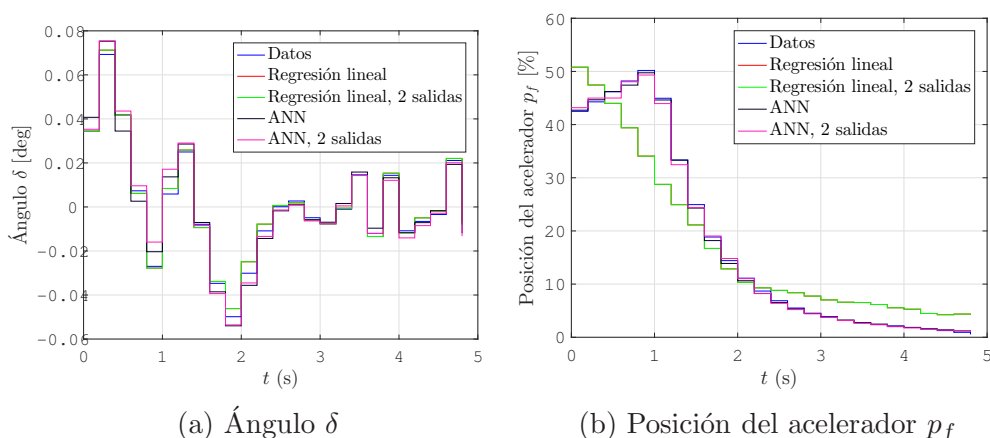 0.08
0.06
0.04
0.02
0
-0.02
-0.04
-0.06
Ángulo δ [deg]
0 1 2 3 4 5
t (s)
Datos
Regresión lineal
Regresión lineal, 2 salidas
ANN
ANN, 2 salidas
(a) Ángulo δ
60
50
40
30
20
10
0
Posición del acelerador p_f [%]
0 1 2 3 4 5
t (s)
Datos
Regresión lineal
Regresión lineal, 2 salidas
ANN
ANN, 2 salidas
(b) Posición del acelerador p_f